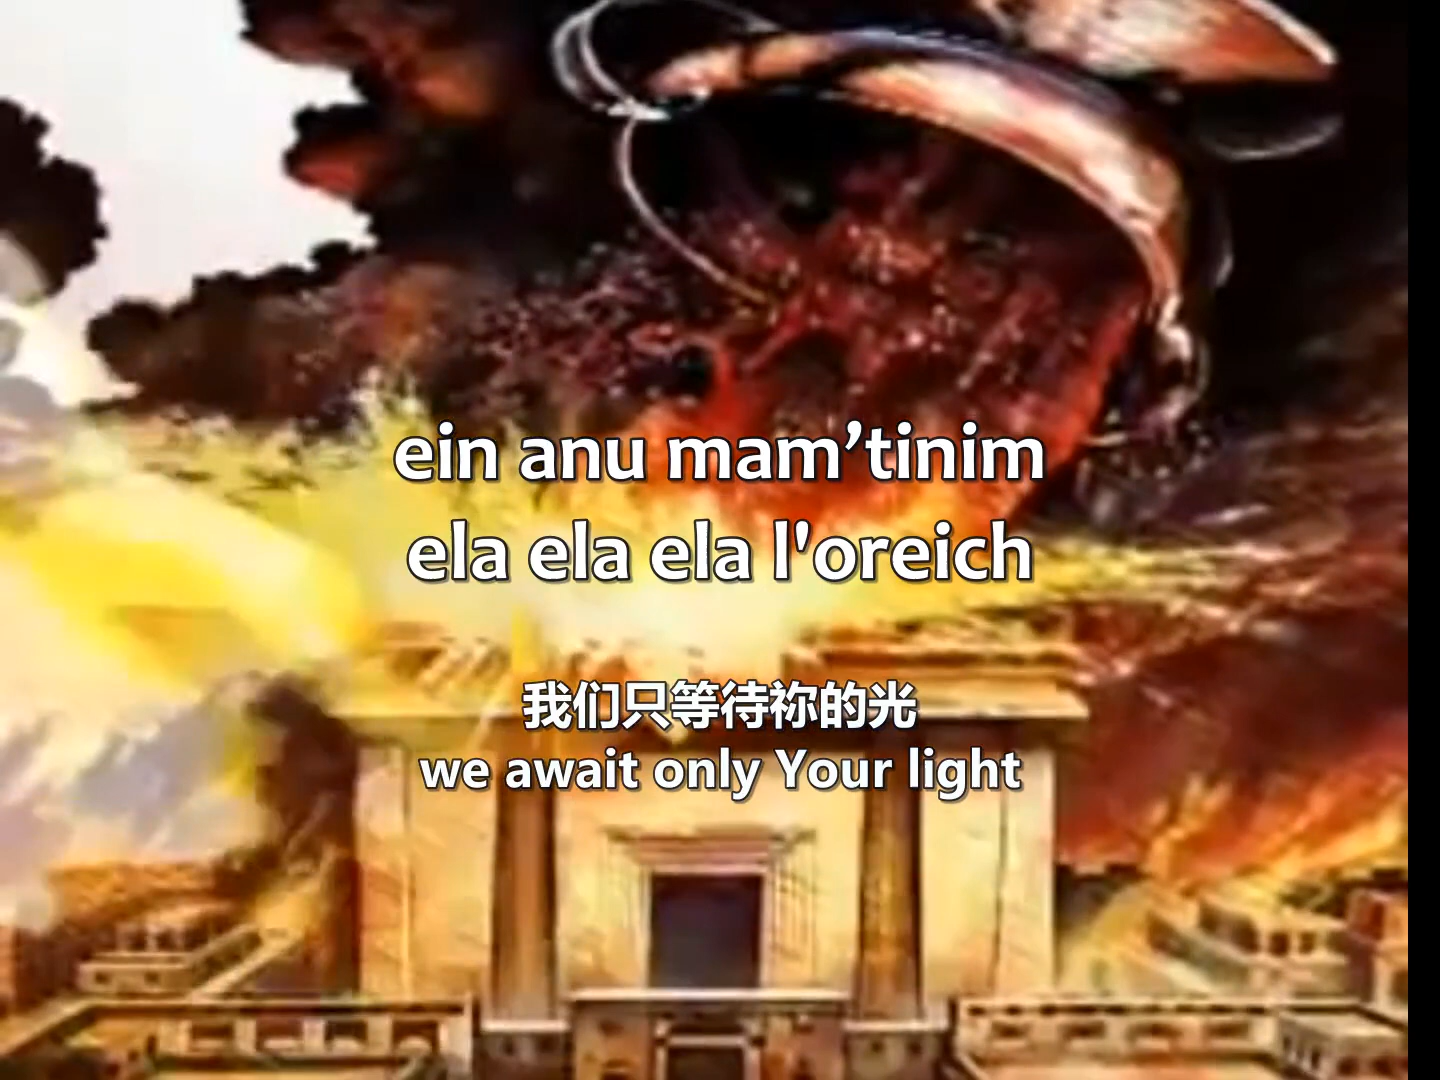 ein anu mam’tinim
ela ela ela l'oreich
我们只等待祢的光
we await only Your light